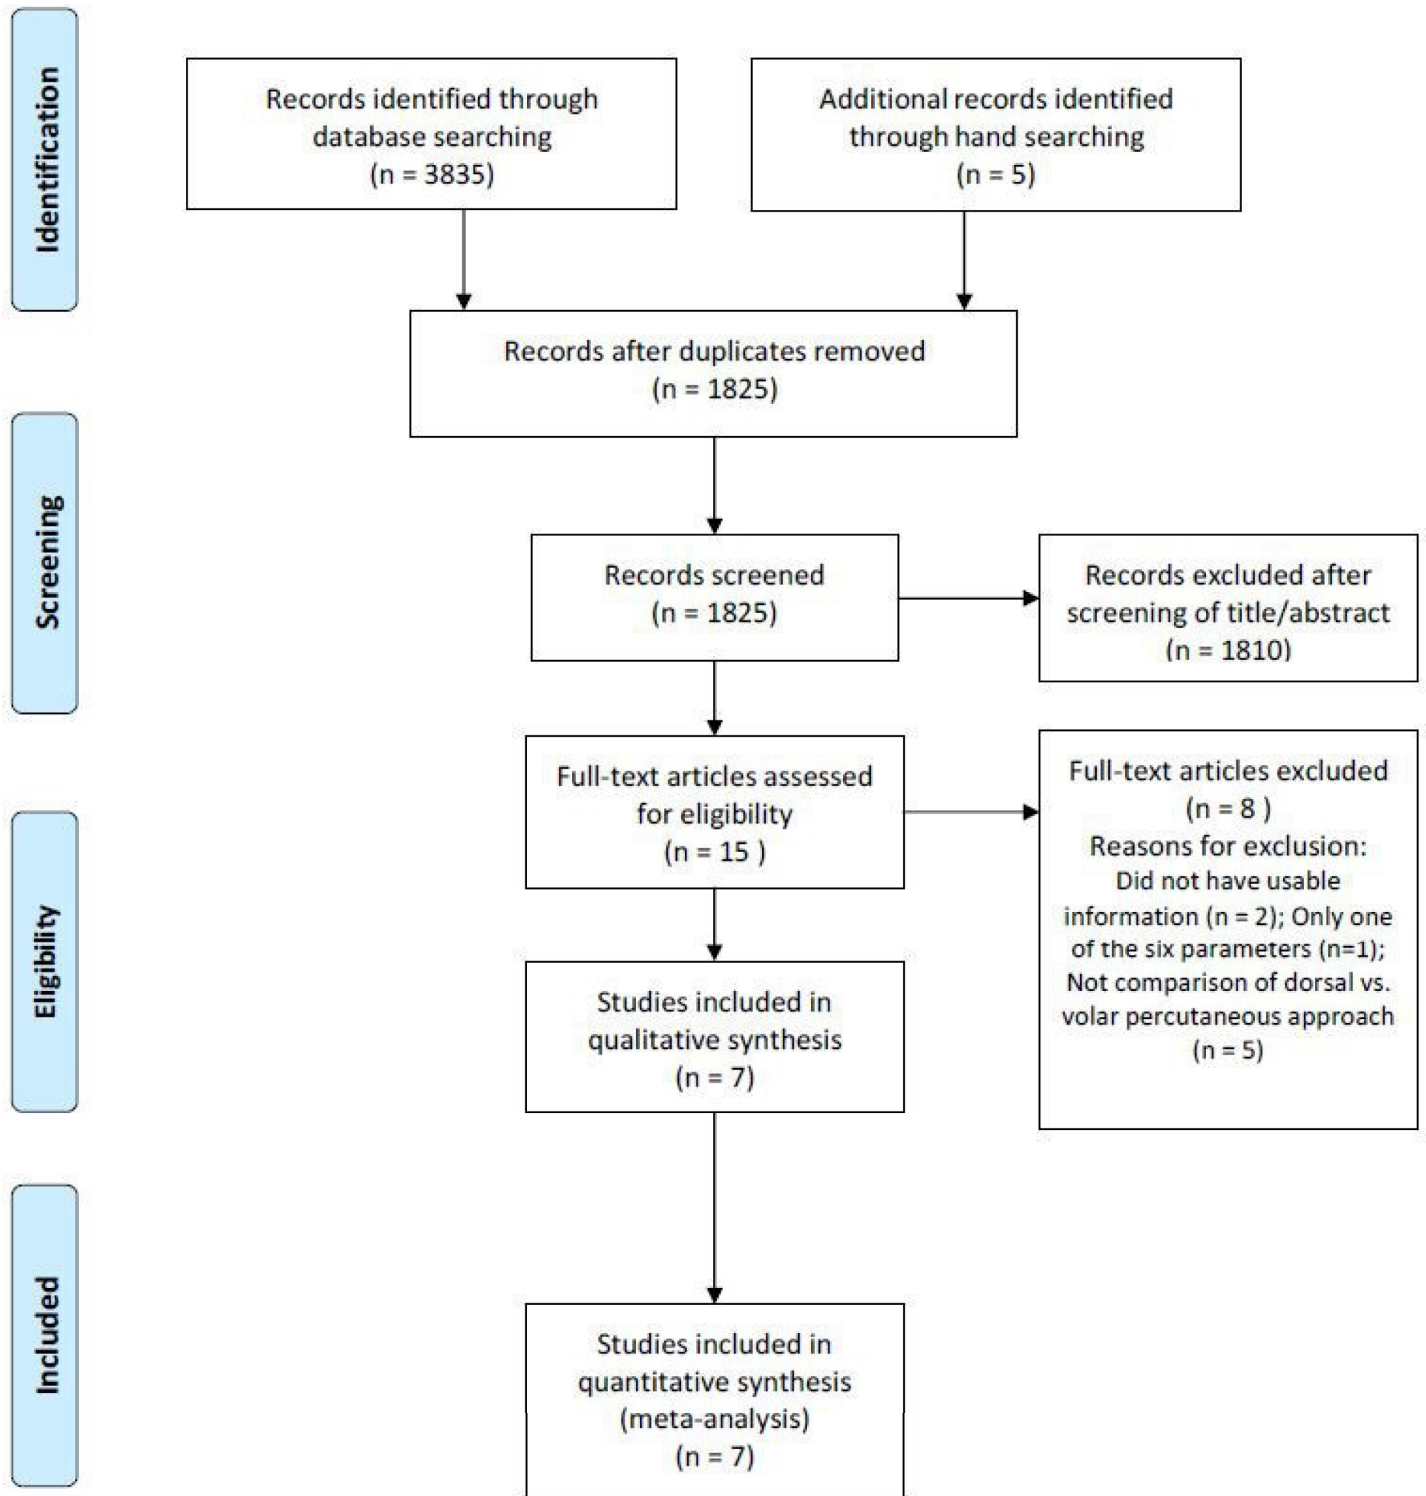 Identification
Records identified through
database searching
(n = 3835)
Additional records identified
through hand searching
(n = 5)
Records after duplicates removed
(n = 1825)
Screening
Records screened
(n = 1825)
Records excluded after
screening of title/abstract
(n = 1810)
Eligibility
Full-text articles assessed
for eligibility
(n = 15 )
Full-text articles excluded
(n = 8 )
Reasons for exclusion:
Did not have usable
information (n = 2); Only one
of the six parameters (n=1);
Not comparison of dorsal vs.
volar percutaneous approach
(n = 5)
Studies included in
qualitative synthesis
(n = 7)
Included
Studies included in
quantitative synthesis
(meta-analysis)
(n = 7)